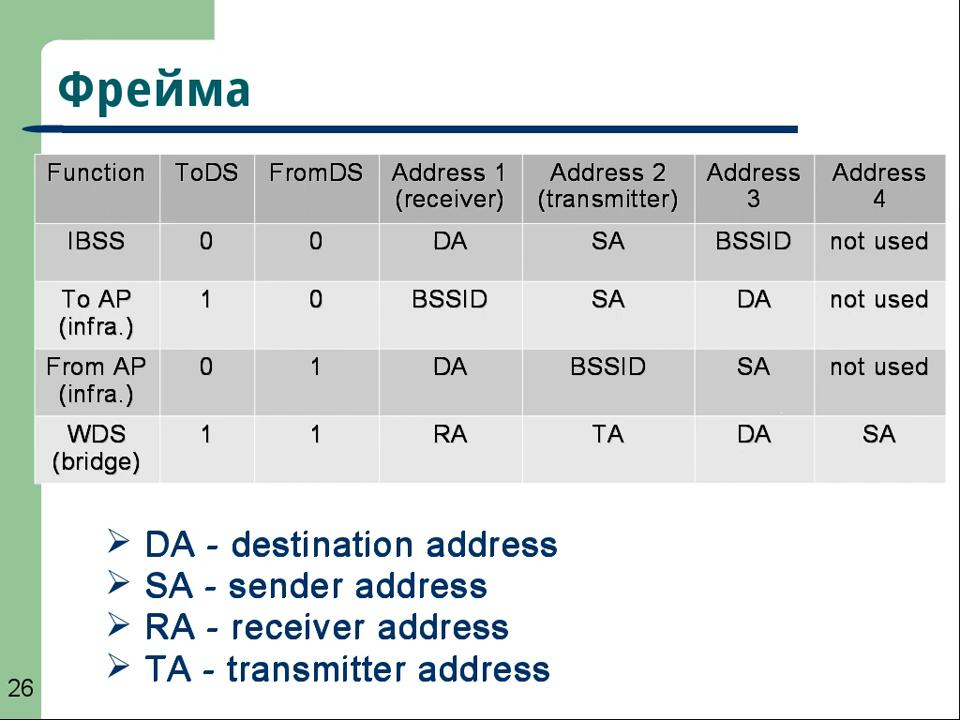 Фрейма
Function ToDS FromDS Address 1 (receiver) Address 2 (transmitter) Address 3 Address 4
IBSS 0 0 DA SA BSSID not used
To AP (infra.) 1 0 BSSID SA DA not used
From AP (infra.) 0 1 DA BSSID SA not used
WDS (bridge) 1 1 RA TA DA SA
➢ DA - destination address
➢ SA - sender address
➢ RA - receiver address
➢ TA - transmitter address
26